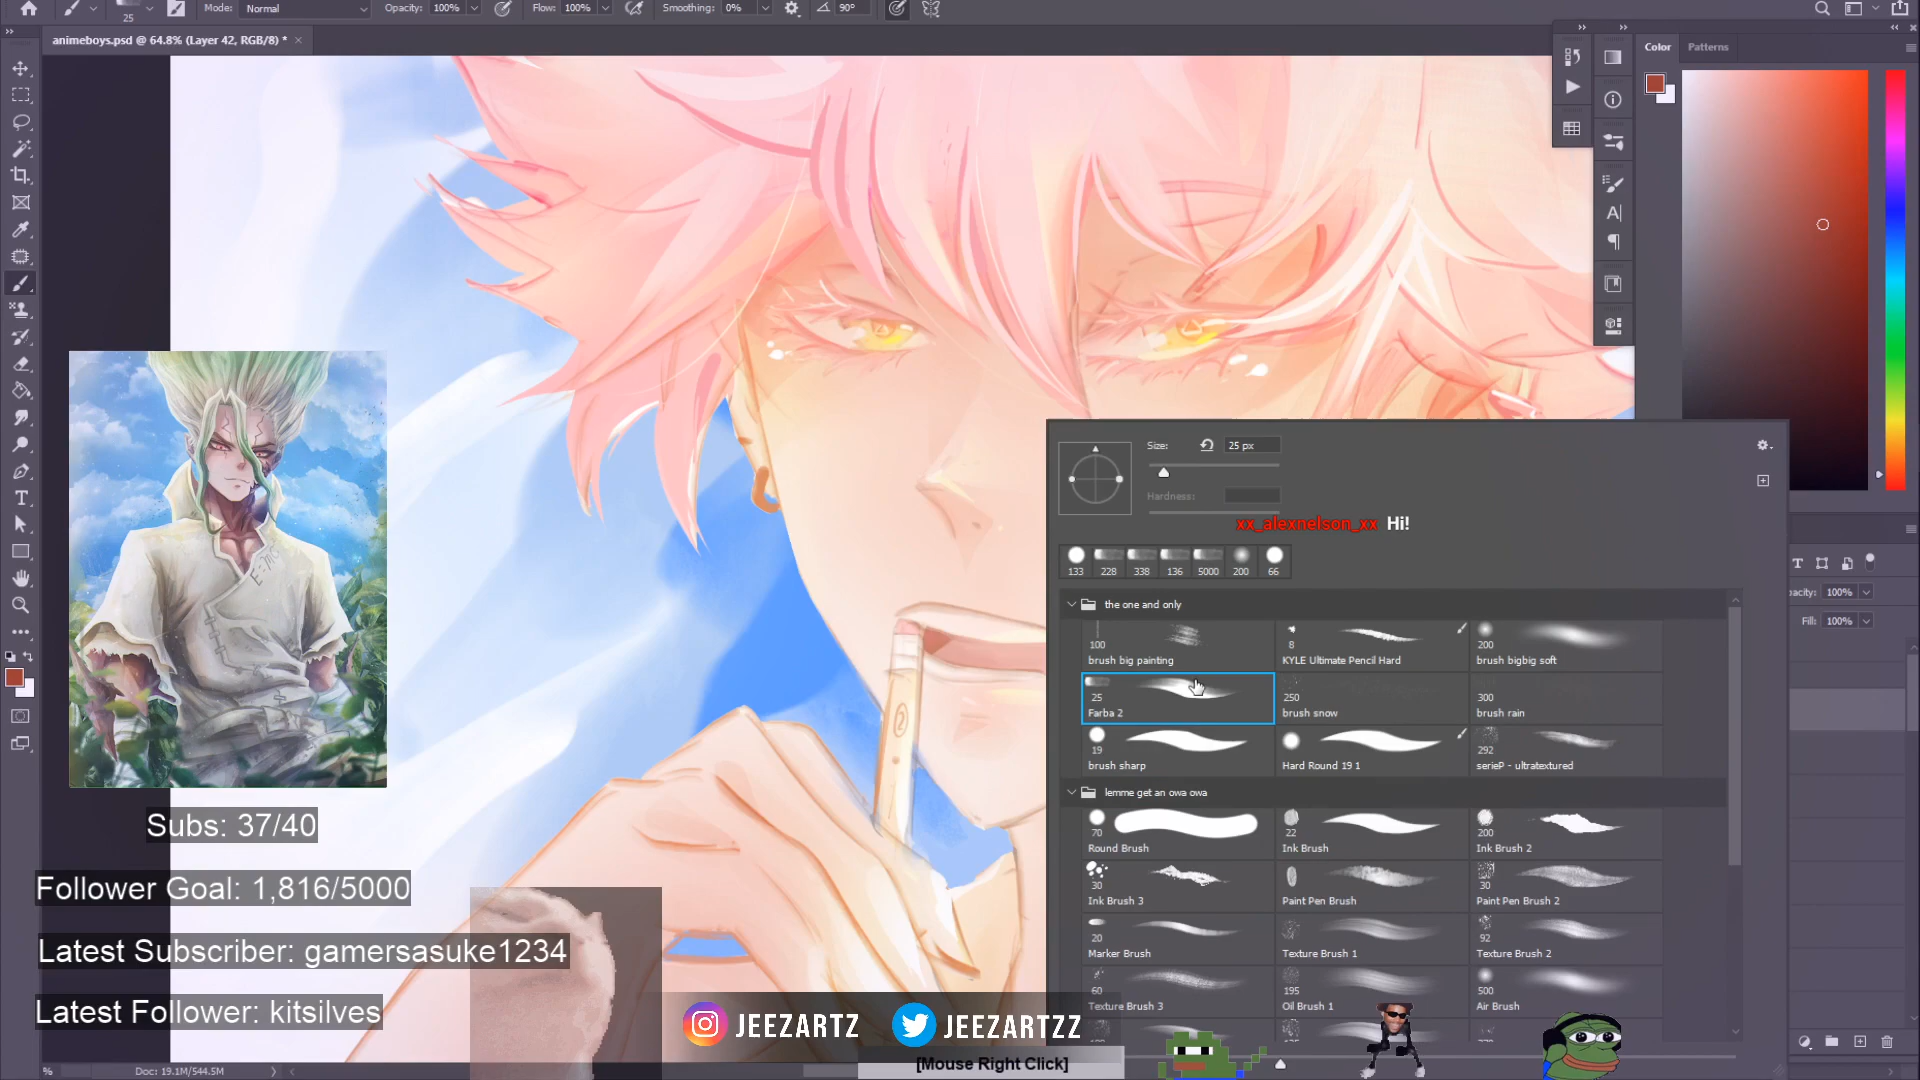 25
Mode: Normal
Opacity: 100%
Flow: 100%
Smoothing: 0%
90°
animeboys.psd @ 64.8% (Layer 42, RGB/8) * ×
Color
Patterns
Size:
25 px
Hardness:
xx_alexnelson_xx Hi!
133
228
338
136
5000
200
66
the one and only
100
brush big painting
8
KYLE Ultimate Pencil Hard
200
brush bigbig soft
25
Farba 2
250
brush snow
300
brush rain
19
brush sharp
Hard Round 19 1
292
serieP - ultratextured
lemme get an owa owa
70
Round Brush
22
Ink Brush
200
Ink Brush 2
30
Ink Brush 3
Paint Pen Brush
30
Paint Pen Brush 2
20
Marker Brush
Texture Brush 1
92
Texture Brush 2
60
Texture Brush 3
195
Oil Brush 1
500
Air Brush
pacity: 100%
Fill: 100%
E=mc²
Subs: 37/40
Follower Goal: 1,816/5000
Latest Subscriber: gamersasuke1234
Latest Follower: kitsilves
JEEZARTZ
JEEZARTZZ
[Mouse Right Click]
%
Doc: 19.1M/544.5M